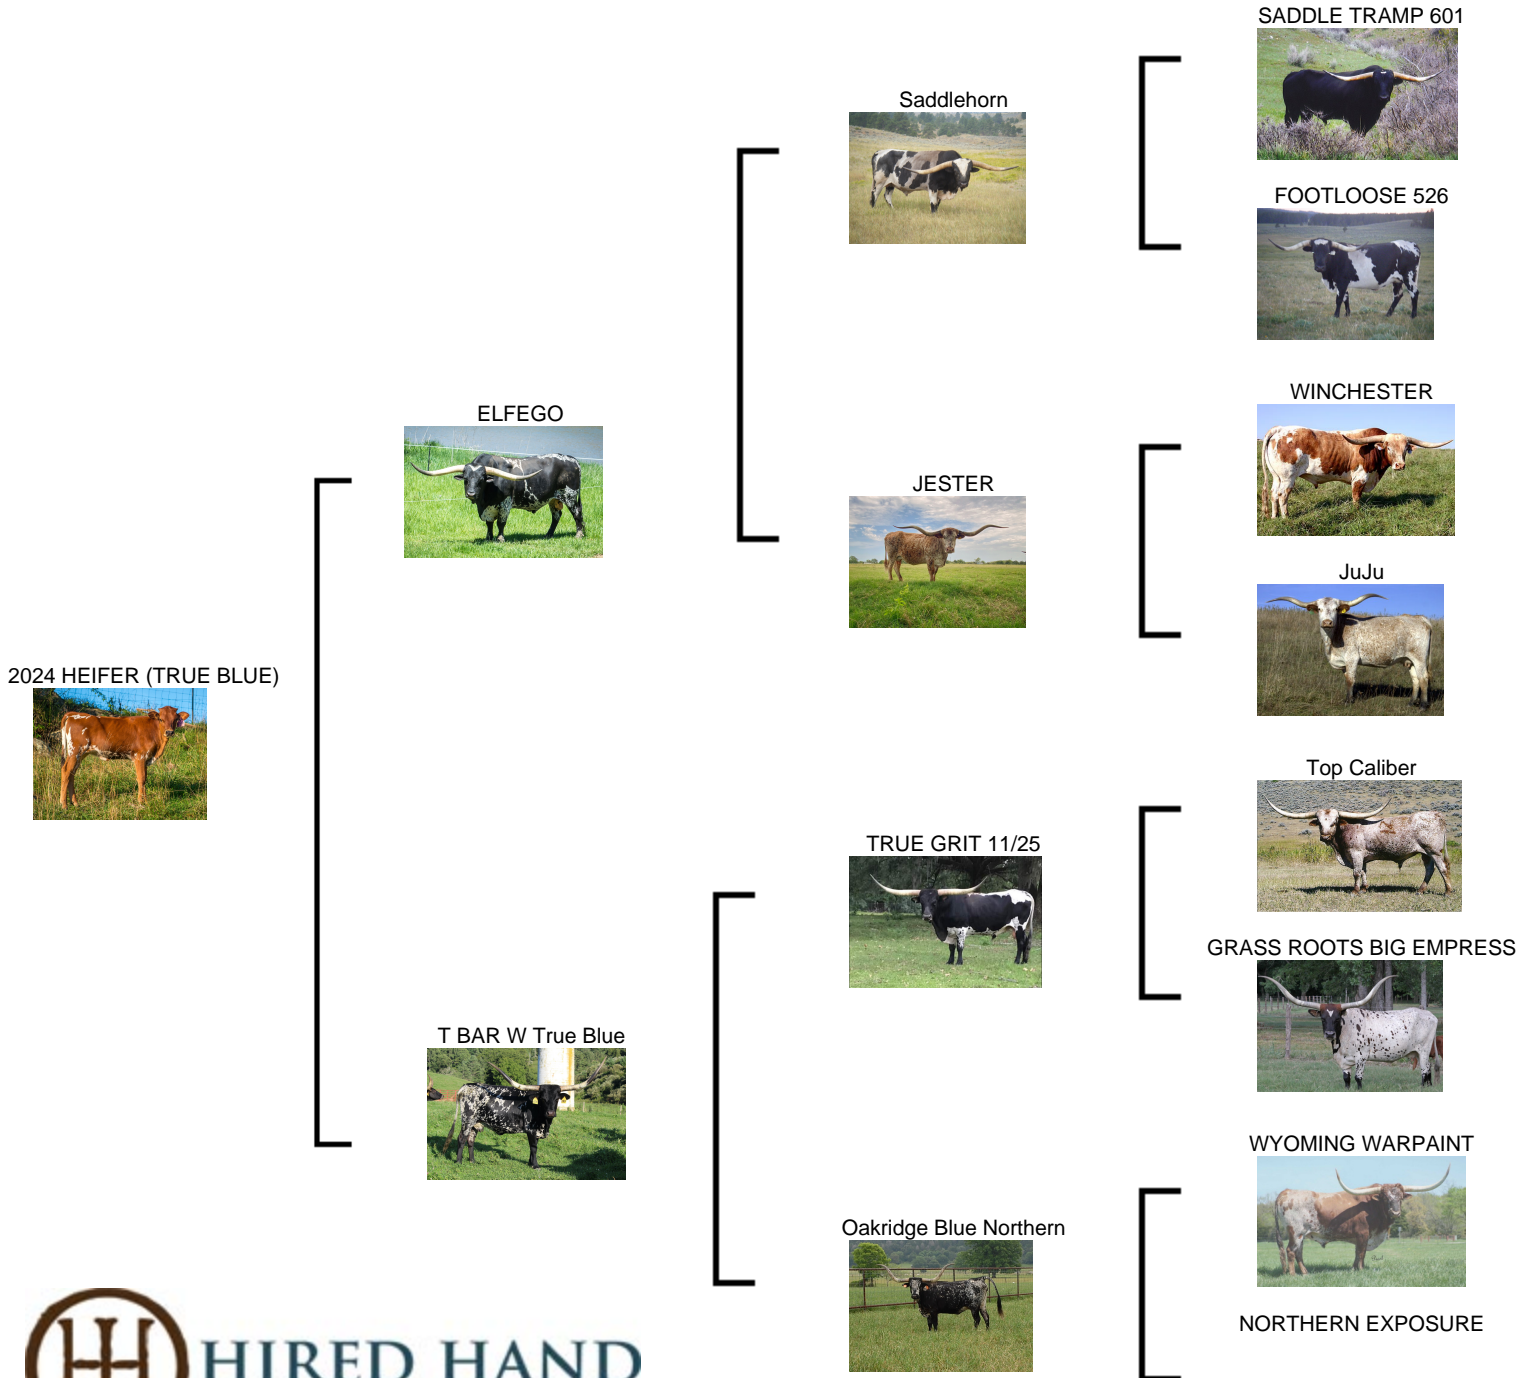 SADDLE TRAMP 601
Saddlehorn
FOOTLOOSE 526
WINCHESTER
ELFEGO
JESTER
JuJu
2024 HEIFER (TRUE BLUE)
Top Caliber
TRUE GRIT 11/25
GRASS ROOTS BIG EMPRESS
T BAR W True Blue
WYOMING WARPAINT
Oakridge Blue Northern
NORTHERN EXPOSURE
HIRED HAND